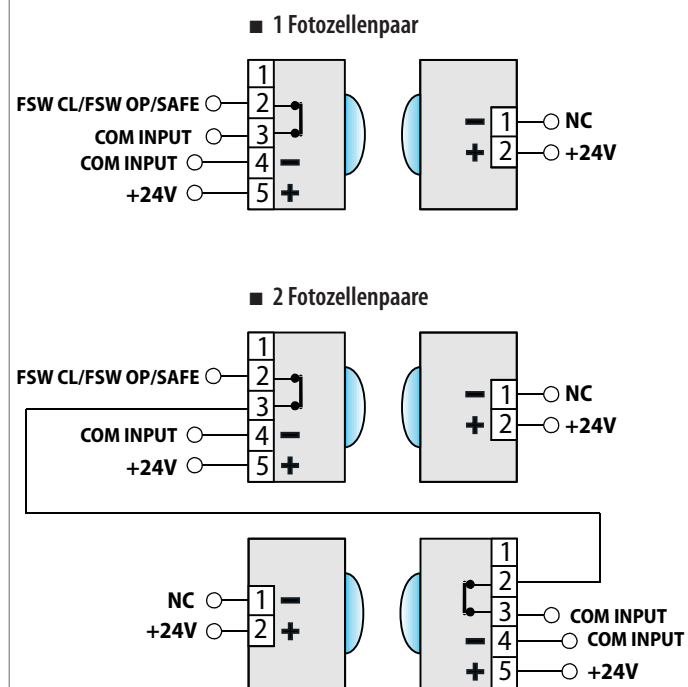 ■ 1 Fotozellenpaar
1
FSW CL/FSW OP/SAFE 2
COM INPUT 3
COM INPUT 4 −
+24V 5 +
− 1 NC
+ 2 +24V
■ 2 Fotozellenpaare
1
FSW CL/FSW OP/SAFE 2
3
COM INPUT 4 −
+24V 5 +
− 1 NC
+ 2 +24V
NC 1 −
+24V 2 +
1
2
3 COM INPUT
− 4 COM INPUT
+ 5 +24V